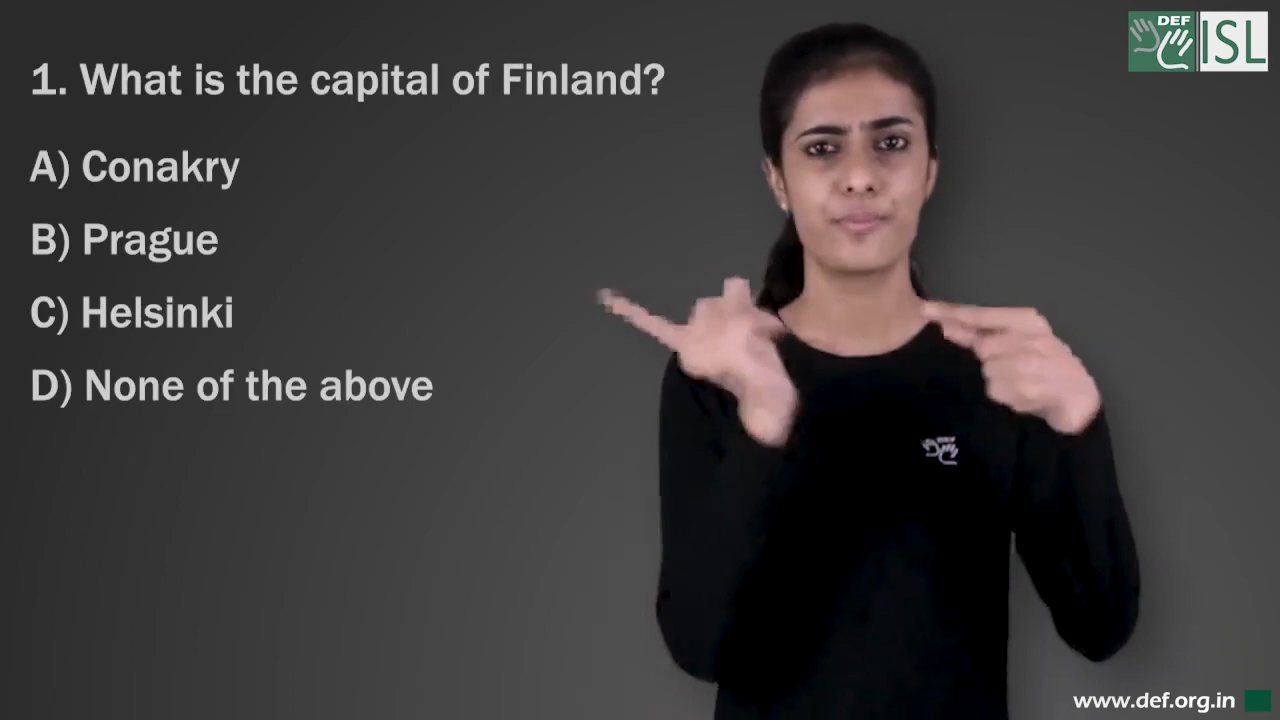 1. What is the capital of Finland?
A) Conakry
B) Prague
C) Helsinki
D) None of the above
DEF
ISL
www.def.org.in